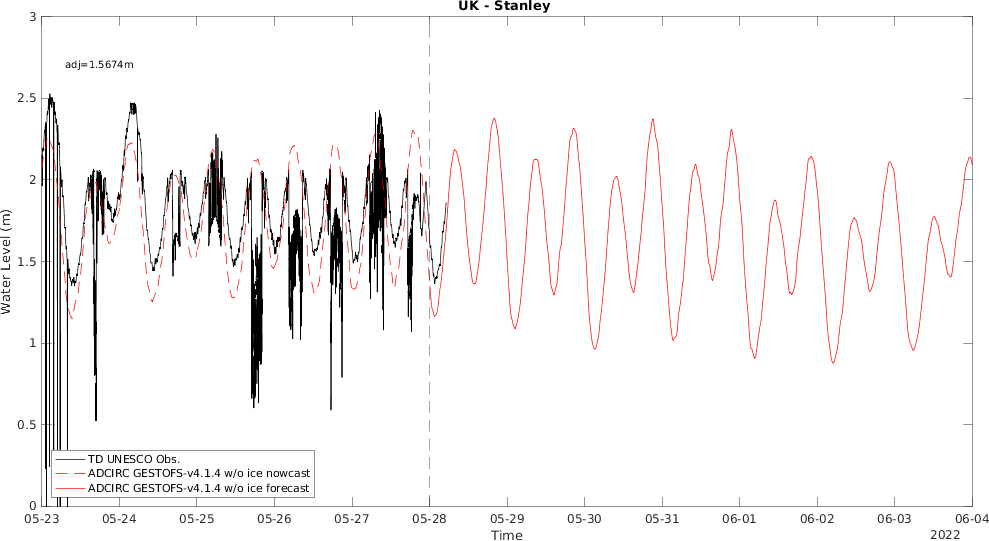 UK - Stanley
adj=1.5674m
3
2.5
2
1.5
1
0.5
0
Water Level (m)
TD UNESCO Obs.
ADCIRC GESTOFS-v4.1.4 w/o ice nowcast
ADCIRC GESTOFS-v4.1.4 w/o ice forecast
05-23 05-24 05-25 05-26 05-27 05-28 05-29 05-30 05-31 06-01 06-02 06-03 06-04
Time
2022